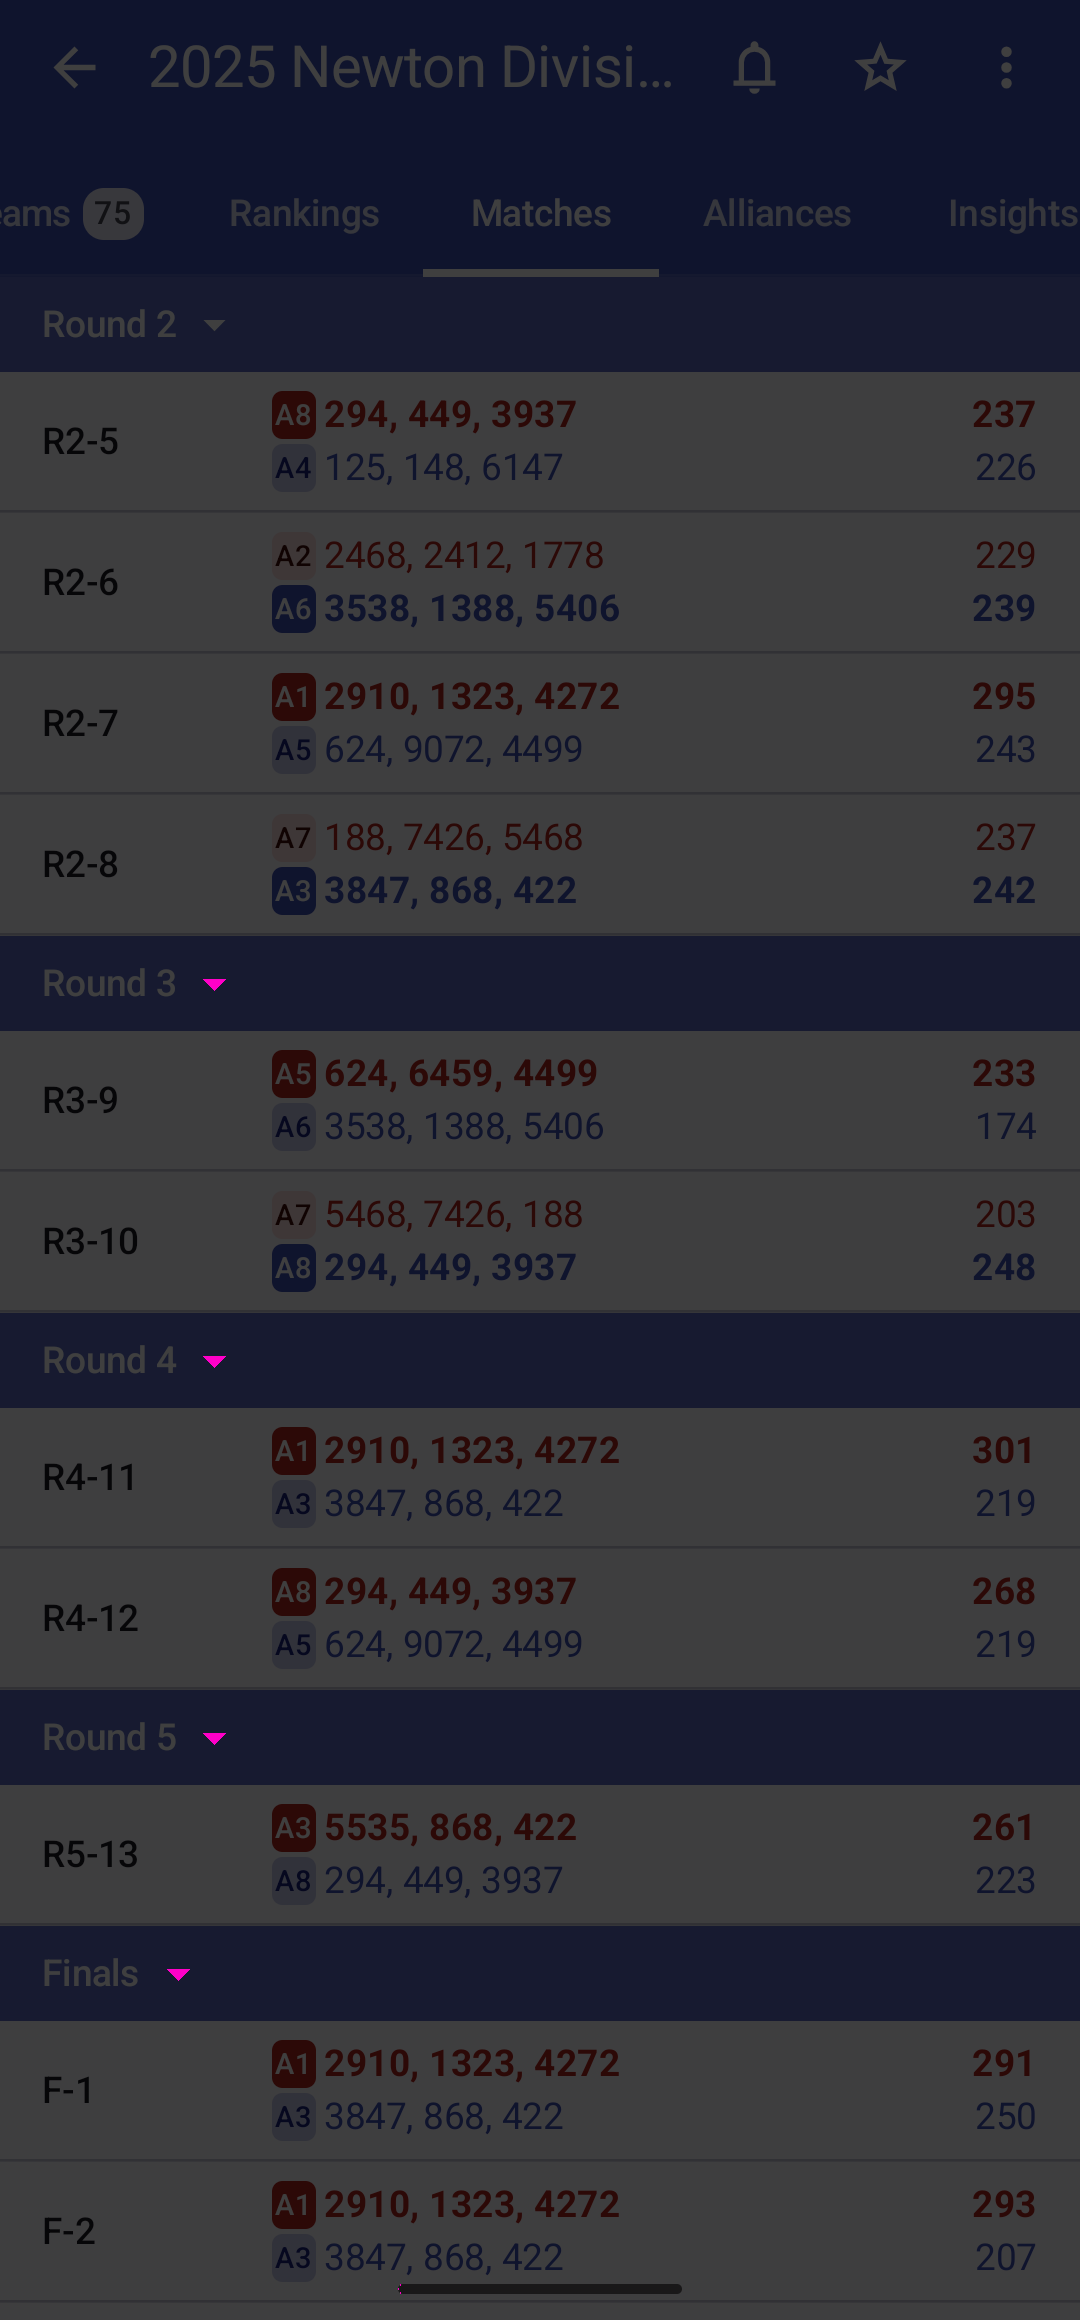 2025 Newton Divisi...
eams 75 Rankings Matches Alliances Insights
Round 2
R2-5
A8 294, 449, 3937 237
A4 125, 148, 6147 226
R2-6
A2 2468, 2412, 1778 229
A6 3538, 1388, 5406 239
R2-7
A1 2910, 1323, 4272 295
A5 624, 9072, 4499 243
R2-8
A7 188, 7426, 5468 237
A3 3847, 868, 422 242
Round 3
R3-9
A5 624, 6459, 4499 233
A6 3538, 1388, 5406 174
R3-10
A7 5468, 7426, 188 203
A8 294, 449, 3937 248
Round 4
R4-11
A1 2910, 1323, 4272 301
A3 3847, 868, 422 219
R4-12
A8 294, 449, 3937 268
A5 624, 9072, 4499 219
Round 5
R5-13
A3 5535, 868, 422 261
A8 294, 449, 3937 223
Finals
F-1
A1 2910, 1323, 4272 291
A3 3847, 868, 422 250
F-2
A1 2910, 1323, 4272 293
A3 3847, 868, 422 207